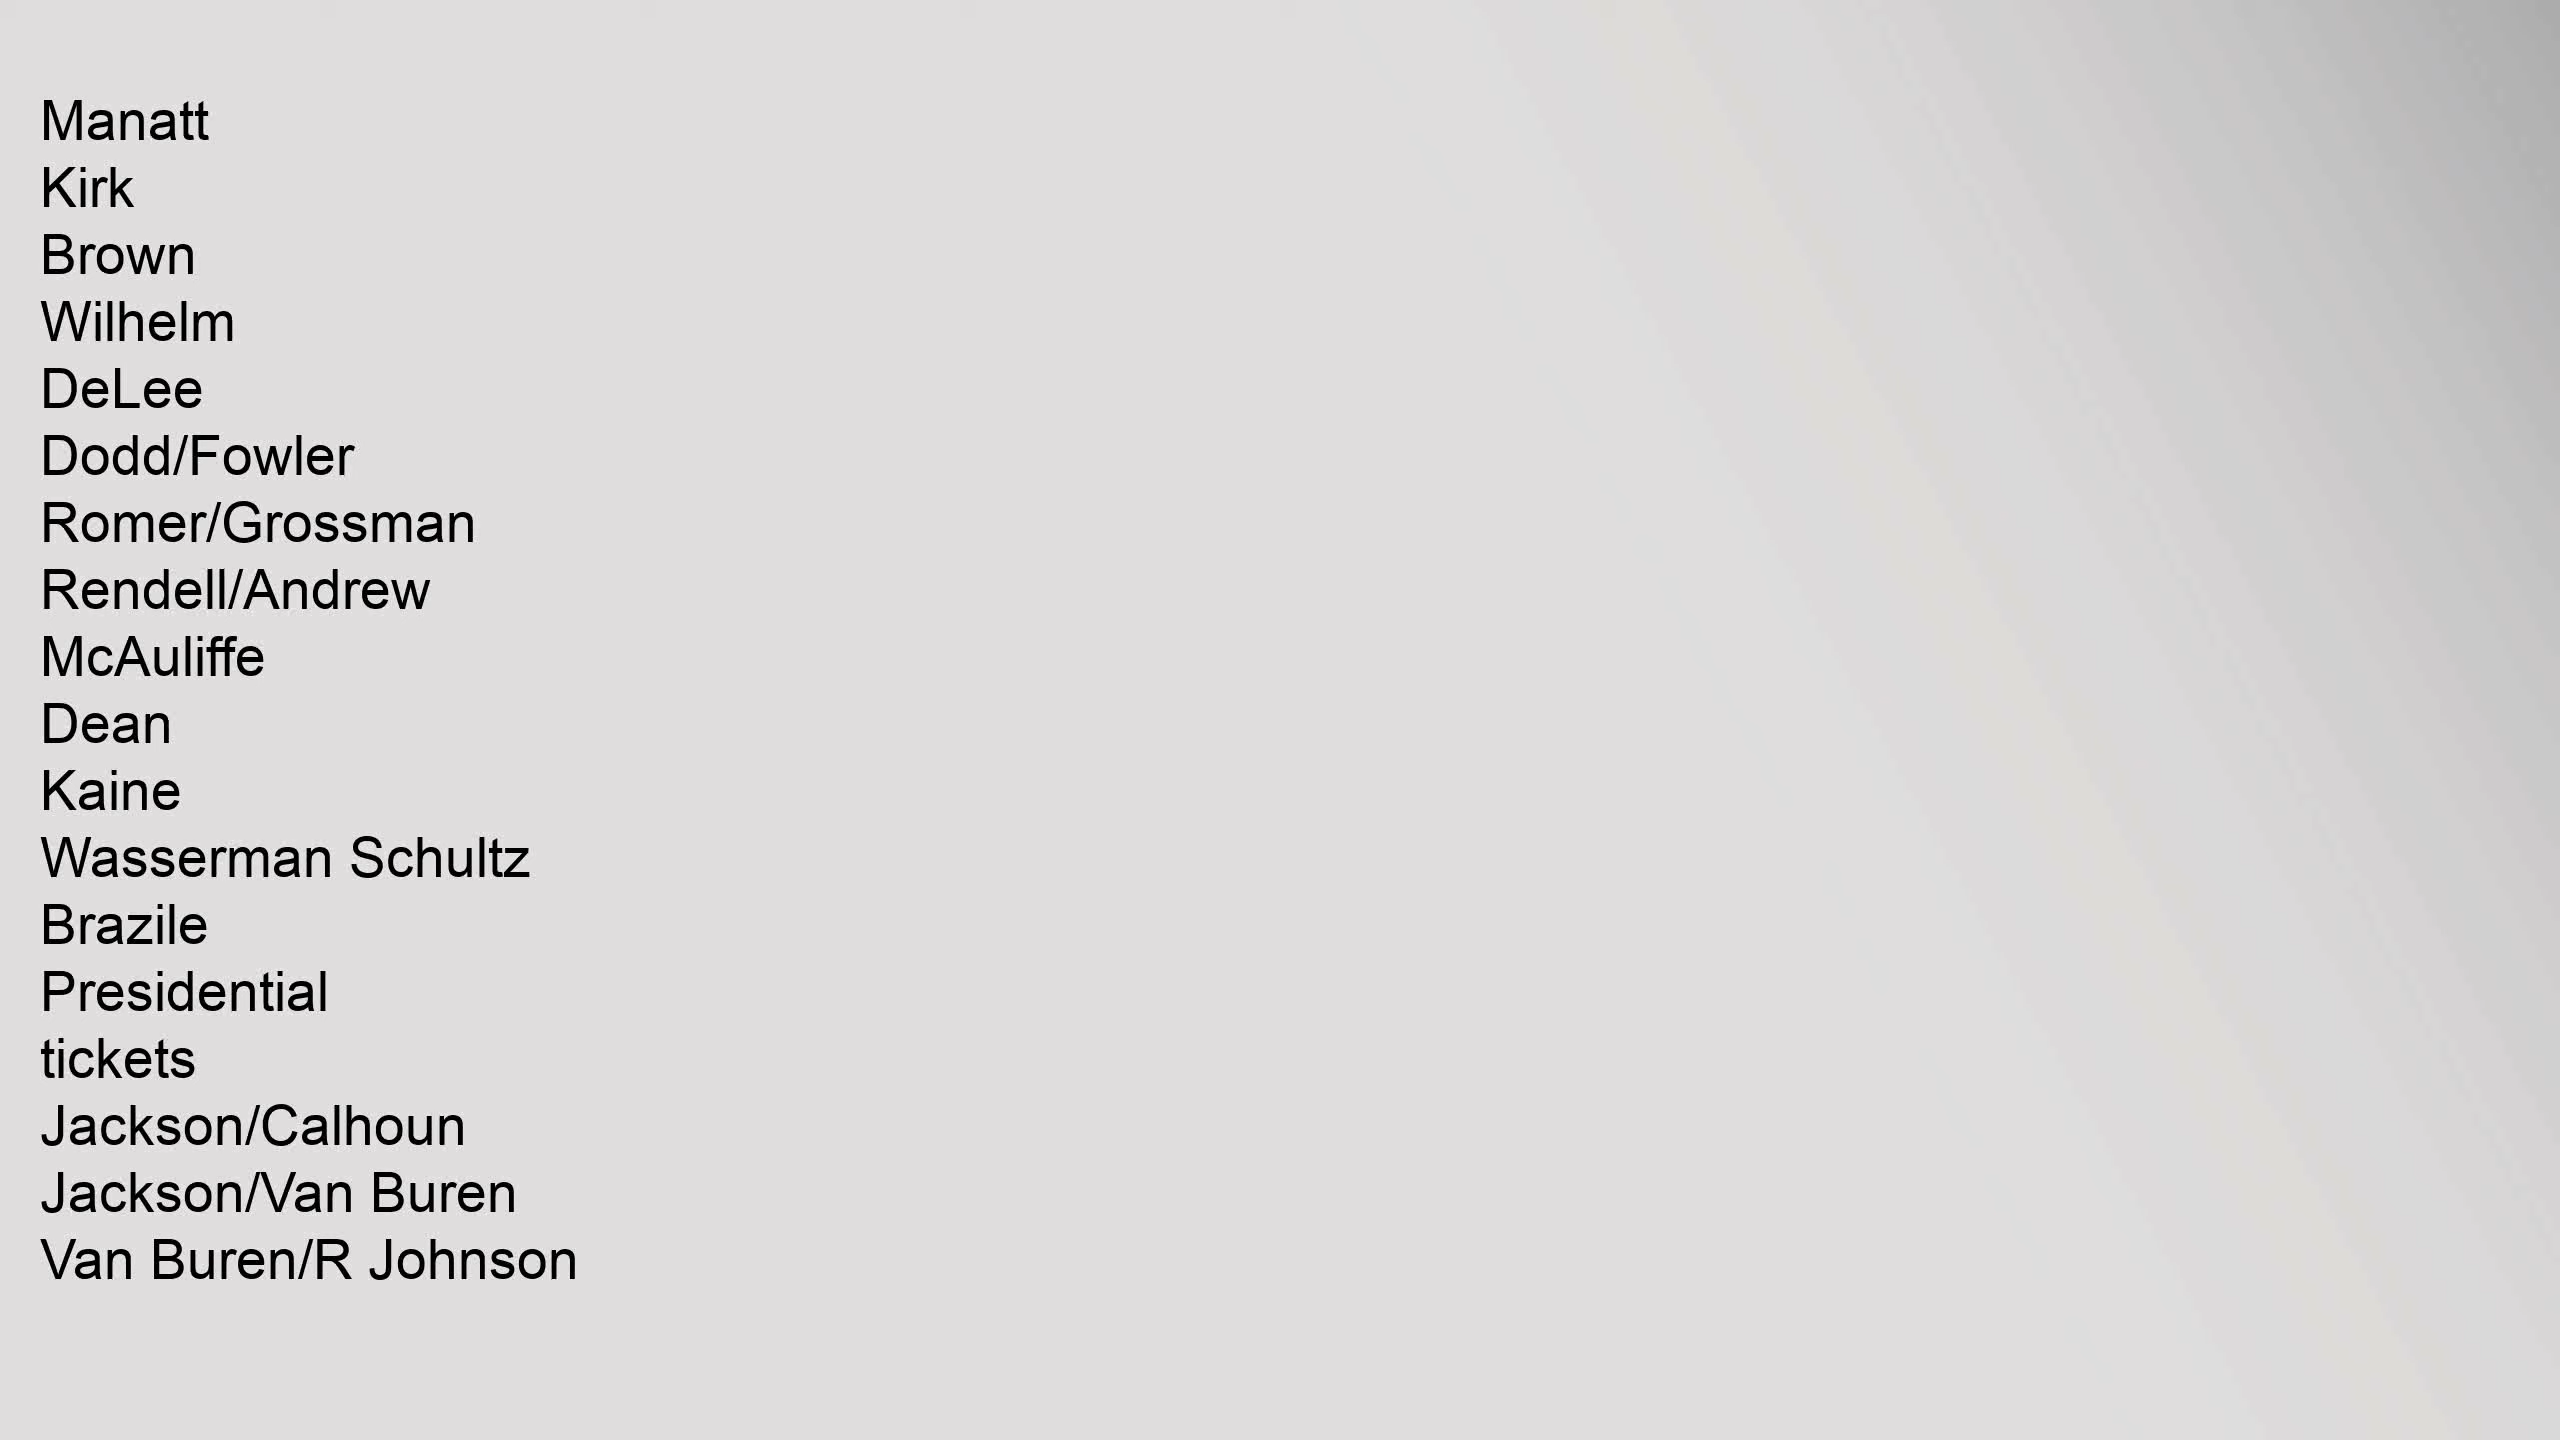 Manatt
Kirk
Brown
Wilhelm
DeLee
Dodd/Fowler
Romer/Grossman
Rendell/Andrew
McAuliffe
Dean
Kaine
Wasserman Schultz
Brazile
Presidential
tickets
Jackson/Calhoun
Jackson/Van Buren
Van Buren/R Johnson